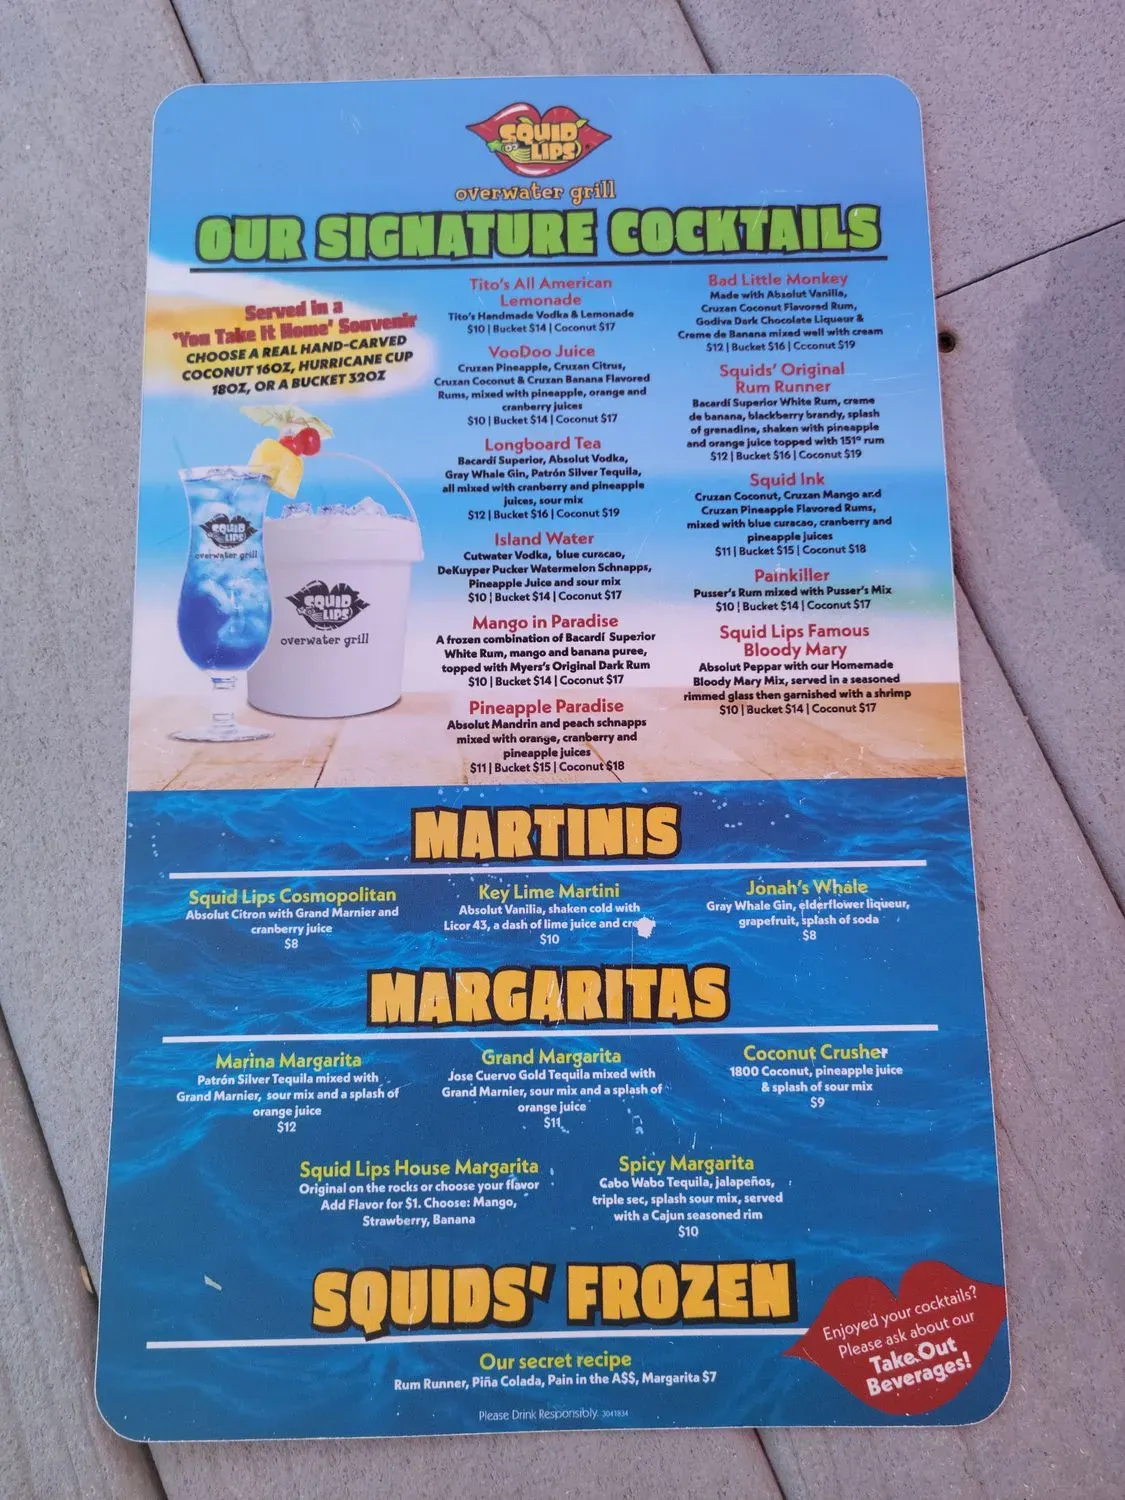 SQUID
LIPS
overwater grill
OUR SIGNATURE COCKTAILS
Served in a
'You Take It Home' Souvenir
CHOOSE A REAL HAND-CARVED
COCONUT 16OZ, HURRICANE CUP
18OZ, OR A BUCKET 32OZ
SQUID
LIPS
overwater grill
SQUID
LIPS
overwater grill
Tito's All American
Lemonade
Tito's Handmade Vodka & Lemonade
$10 | Bucket $14 | Coconut $17
VooDoo Juice
Cruzan Pineapple, Cruzan Citrus,
Cruzan Coconut & Cruzan Banana Flavored
Rums, mixed with pineapple, orange and
cranberry juices
$10 | Bucket $14 | Coconut $17
Longboard Tea
Bacardí Superior, Absolut Vodka,
Gray Whale Gin, Patrón Silver Tequila,
all mixed with cranberry and pineapple
juices, sour mix
$12 | Bucket $16 | Coconut $19
Island Water
Cutwater Vodka, blue curacao,
DeKuyper Pucker Watermelon Schnapps,
Pineapple Juice and sour mix
$10 | Bucket $14 | Coconut $17
Mango in Paradise
A frozen combination of Bacardí Superior
White Rum, mango and banana puree,
topped with Myers's Original Dark Rum
$10 | Bucket $14 | Coconut $17
Pineapple Paradise
Absolut Mandrin and peach schnapps
mixed with orange, cranberry and
pineapple juices
$11 | Bucket $15 | Coconut $18
Bad Little Monkey
Made with Absolut Vanilla,
Cruzan Coconut Flavored Rum,
Godiva Dark Chocolate Liqueur &
Creme de Banana mixed well with cream
$12 | Bucket $16 | Coconut $19
Squids' Original
Rum Runner
Bacardí Superior White Rum, creme
de banana, blackberry brandy, splash
of grenadine, shaken with pineapple
and orange juice topped with 151° rum
$12 | Bucket $16 | Coconut $19
Squid Ink
Cruzan Coconut, Cruzan Mango and
Cruzan Pineapple Flavored Rums,
mixed with blue curacao, cranberry and
pineapple juices
$11 | Bucket $15 | Coconut $18
Painkiller
Pusser's Rum mixed with Pusser's Mix
$10 | Bucket $14 | Coconut $17
Squid Lips Famous
Bloody Mary
Absolut Peppar with our Homemade
Bloody Mary Mix, served in a seasoned
rimmed glass then garnished with a shrimp
$10 | Bucket $14 | Coconut $17
MARTINIS
Squid Lips Cosmopolitan
Absolut Citron with Grand Marnier and
cranberry juice
$8
Key Lime Martini
Absolut Vanilia, shaken cold with
Licor 43, a dash of lime juice and
$10
Jonah's Whale
Gray Whale Gin, elderflower liqueur,
grapefruit, splash of soda
$8
MARGARITAS
Marina Margarita
Patrón Silver Tequila mixed with
Grand Marnier, sour mix and a splash of
orange juice
$12
Grand Margarita
Jose Cuervo Gold Tequila mixed with
Grand Marnier, sour mix and a splash of
orange juice
$11
Coconut Crusher
1800 Coconut, pineapple juice
& splash of sour mix
$9
Squid Lips House Margarita
Original on the rocks or choose your flavor
Add Flavor for $1. Choose: Mango,
Strawberry, Banana
Spicy Margarita
Cabo Wabo Tequila, jalapeños,
triple sec, splash sour mix, served
with a Cajun seasoned rim
$10
SQUIDS' FROZEN
Our secret recipe
Rum Runner, Piña Colada, Pain in the A$$, Margarita $7
Enjoyed your cocktails?
Please ask about our
Take Out
Beverages!
Please Drink Responsibly. 3041834